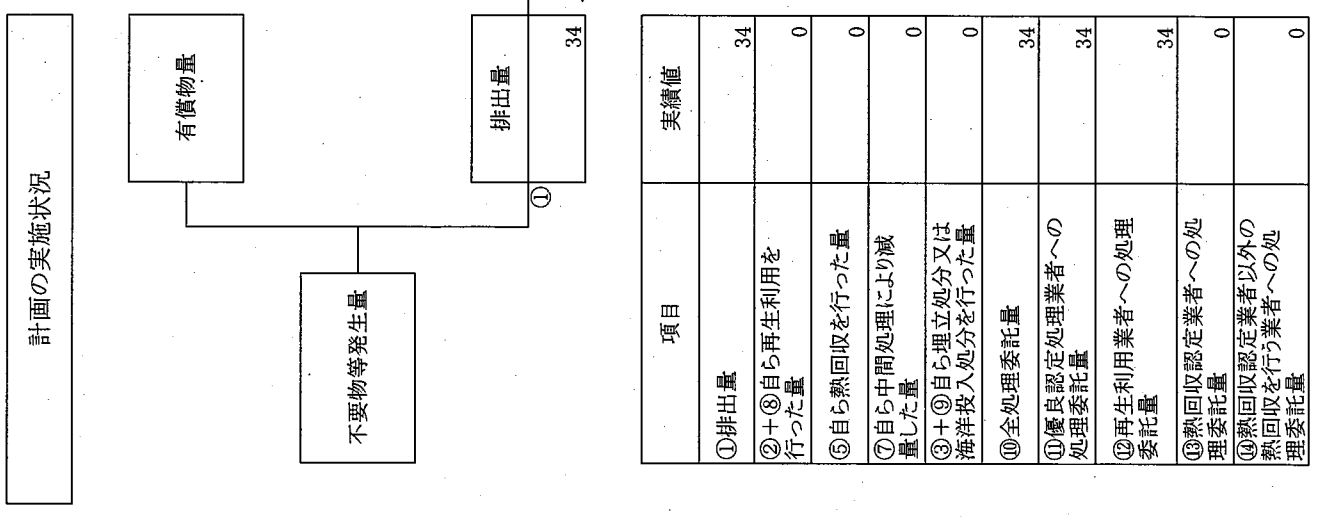 計画の実施状況
有償物量
不要物等発生量
①
排出量
34
項目
実績値
①排出量
34
②+⑧自ら再生利用を
行った量
0
⑤自ら熱回収を行った量
0
⑦自ら中間処理により減
量した量
0
③+⑨自ら埋立処分又は
海洋投入処分を行った量
0
⑩全処理委託量
34
⑪優良認定処理業者への
処理委託量
34
⑫再生利用業者への処理
委託量
34
⑬熱回収認定業者への処
理委託量
0
⑭熱回収認定業者以外の
熱回収を行う業者への処
理委託量
0